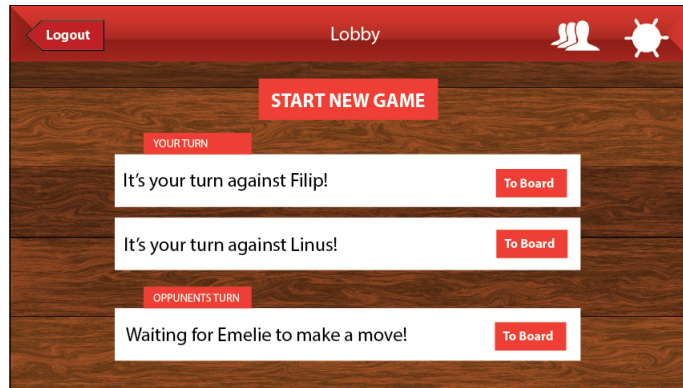 Logout
Lobby
START NEW GAME
YOUR TURN
It's your turn against Filip!
To Board
It's your turn against Linus!
To Board
OPPUNENTS TURN
Waiting for Emelie to make a move!
To Board